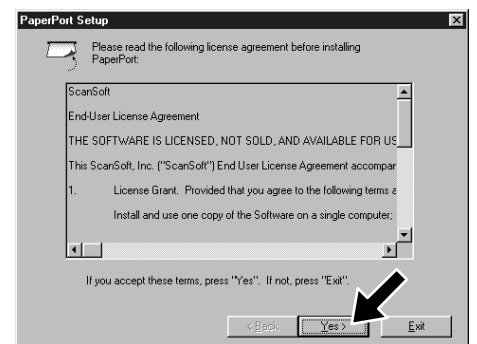 PaperPort Setup
Please read the following license agreement before installing
PaperPort:
ScanSoft
End-User License Agreement
THE SOFTWARE IS LICENSED, NOT SOLD, AND AVAILABLE FOR US
This ScanSoft, Inc. ("ScanSoft") End User License Agreement accompan
1. License Grant. Provided that you agree to the following terms a
Install and use one copy of the Software on a single computer;
If you accept these terms, press "Yes". If not, press "Exit".
< Back
Yes >
Exit